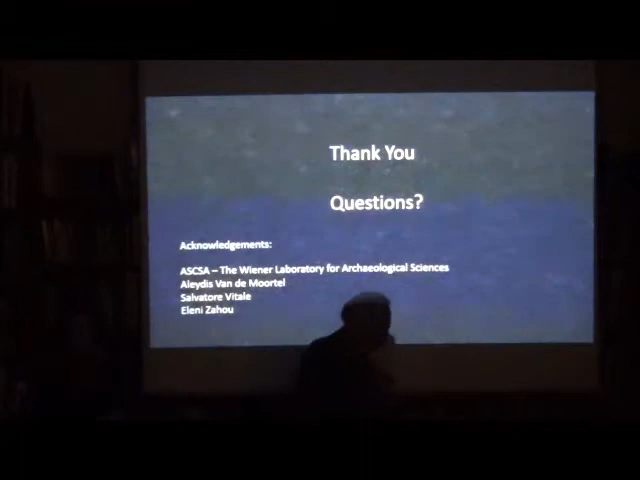 Thank You
Questions?
Acknowledgements:
ASCSA – The Wiener Laboratory for Archaeological Sciences
Aleydis Van de Moortel
Salvatore Vitale
Eleni Zahou